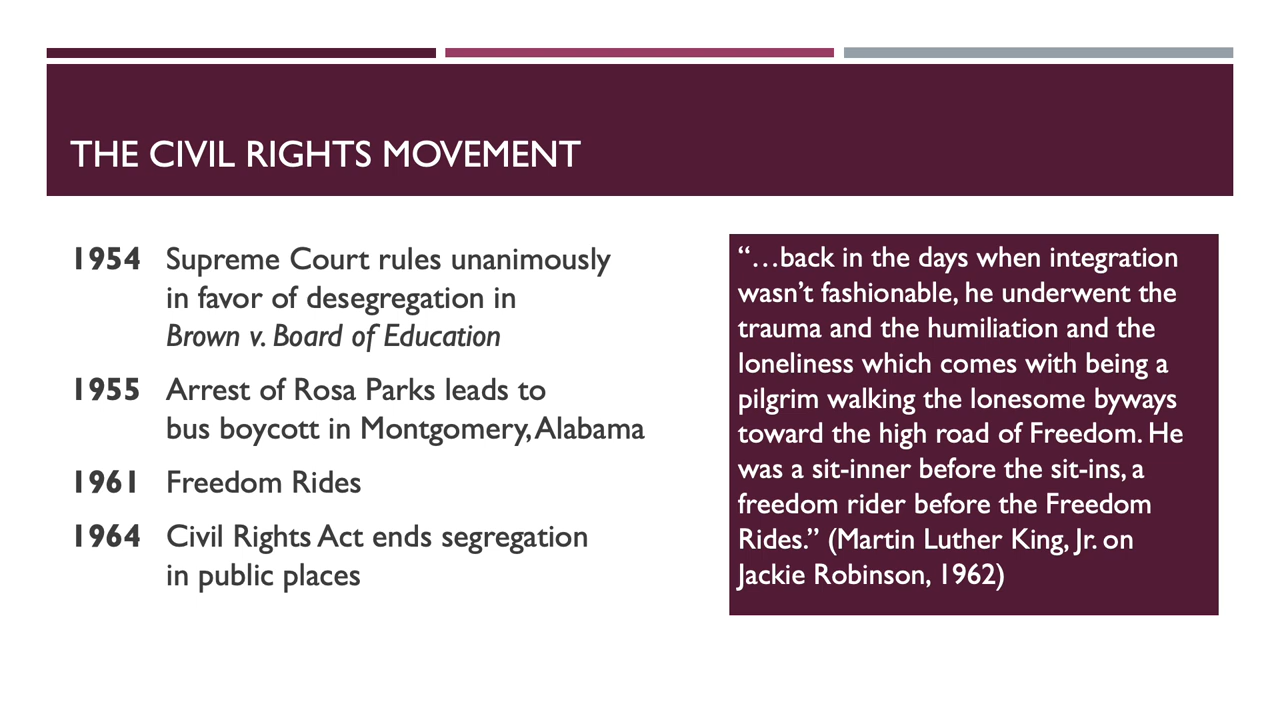 THE CIVIL RIGHTS MOVEMENT
1954 Supreme Court rules unanimously
in favor of desegregation in
Brown v. Board of Education
1955 Arrest of Rosa Parks leads to
bus boycott in Montgomery, Alabama
1961 Freedom Rides
1964 Civil Rights Act ends segregation
in public places
“…back in the days when integration
wasn’t fashionable, he underwent the
trauma and the humiliation and the
loneliness which comes with being a
pilgrim walking the lonesome byways
toward the high road of Freedom. He
was a sit-inner before the sit-ins, a
freedom rider before the Freedom
Rides.” (Martin Luther King, Jr. on
Jackie Robinson, 1962)